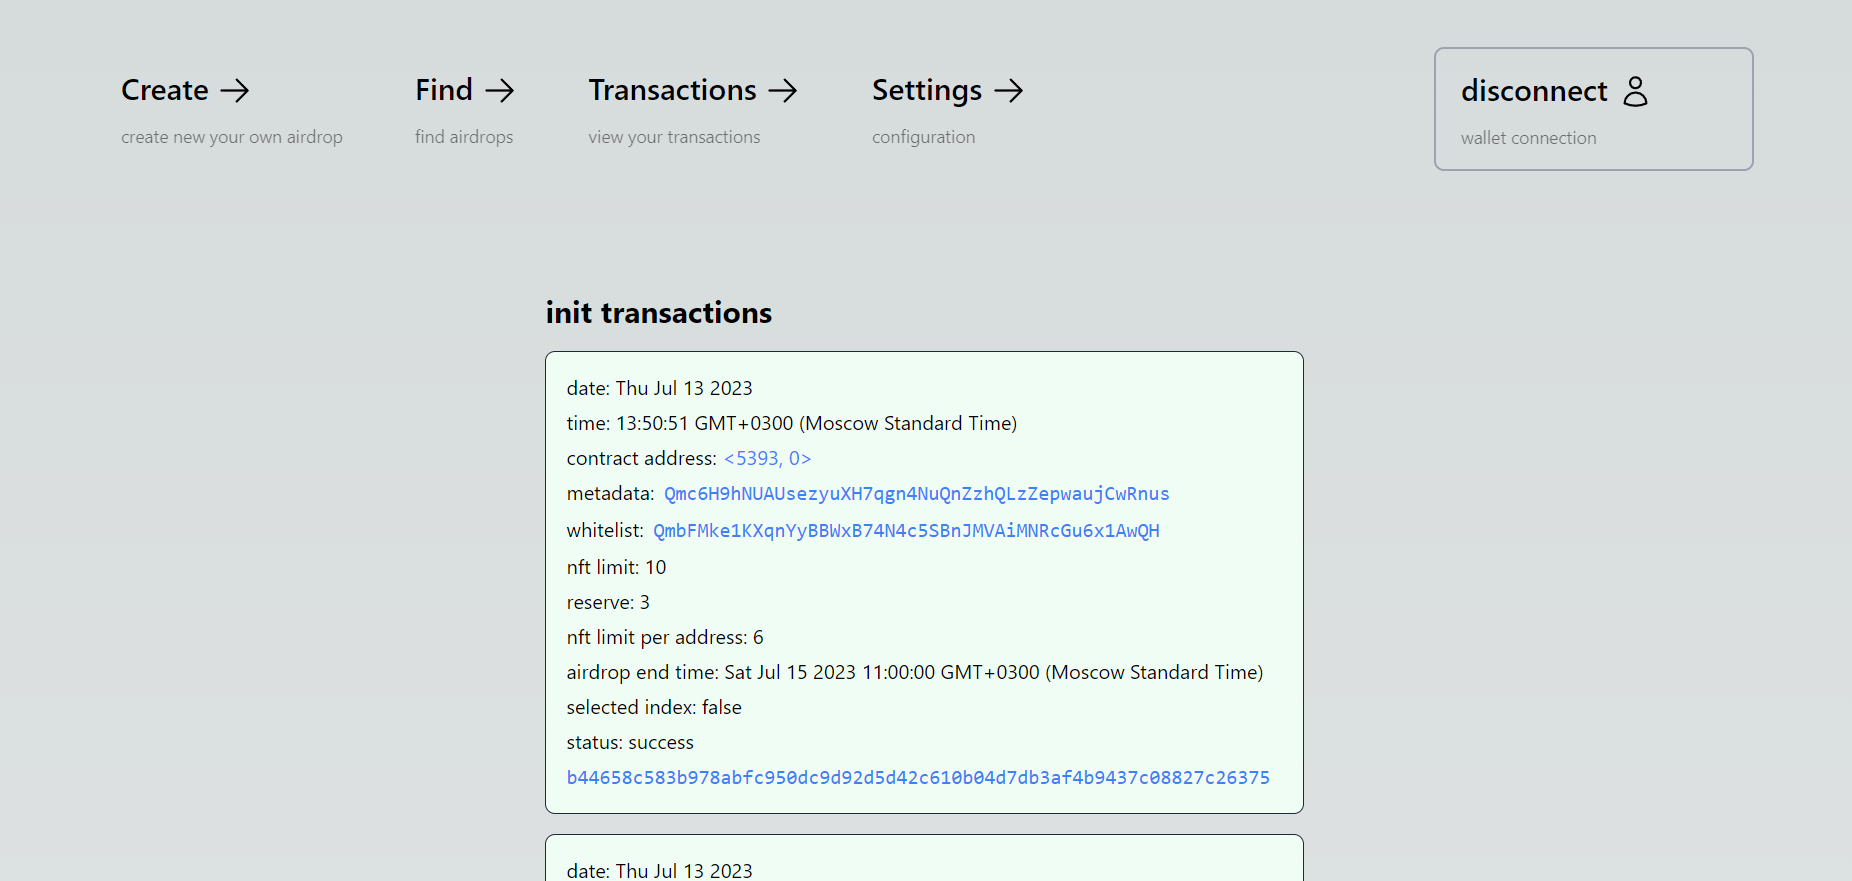 Create
create new your own airdrop
Find
find airdrops
Transactions
view your transactions
Settings
configuration
disconnect
wallet connection
init transactions
date: Thu Jul 13 2023
time: 13:50:51 GMT+0300 (Moscow Standard Time)
contract address: <5393, 0>
metadata: Qmc6H9hNUAUsezyuXH7qgn4NuQnZzhQLzZepwaujCwRnus
whitelist: QmbFMke1KXqnYyBBWxB74N4c5SBnJMVAiMNRcGu6x1AwQH
nft limit: 10
reserve: 3
nft limit per address: 6
airdrop end time: Sat Jul 15 2023 11:00:00 GMT+0300 (Moscow Standard Time)
selected index: false
status: success
b44658c583b978abfc950dc9d92d5d42c610b04d7db3af4b9437c08827c26375
date: Thu Jul 13 2023